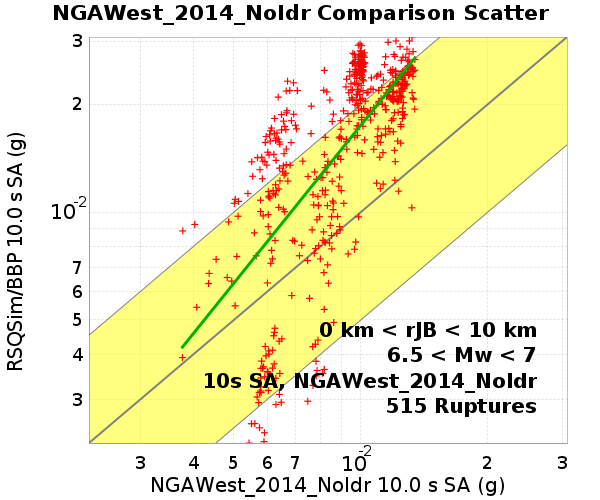 NGAWest_2014_NoIdr Comparison Scatter
3
2
10-2
7
6
5
4
3
RSQSim/BBP 10.0 s SA (g)
0 km < rJB < 10 km
6.5 < Mw < 7
10s SA, NGAWest_2014_NoIdr
515 Ruptures
3 4 5 6 7 10-2 2 3
NGAWest_2014_NoIdr 10.0 s SA (g)